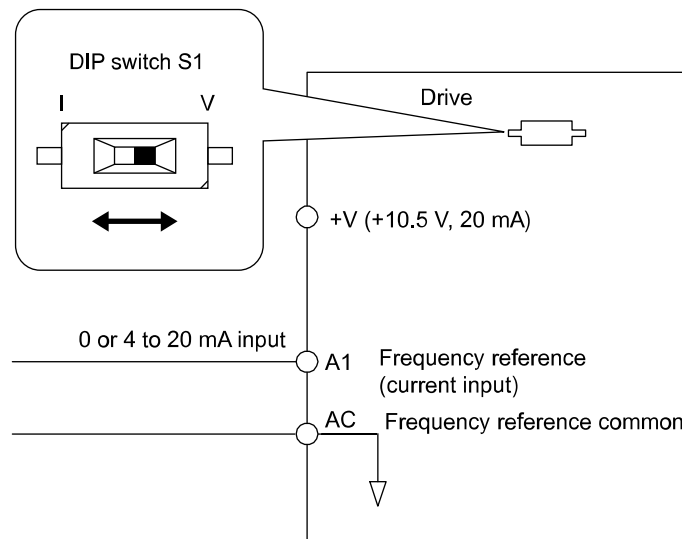 DIP switch S1
I V
Drive
+V (+10.5 V, 20 mA)
0 or 4 to 20 mA input
A1 Frequency reference
(current input)
AC Frequency reference common